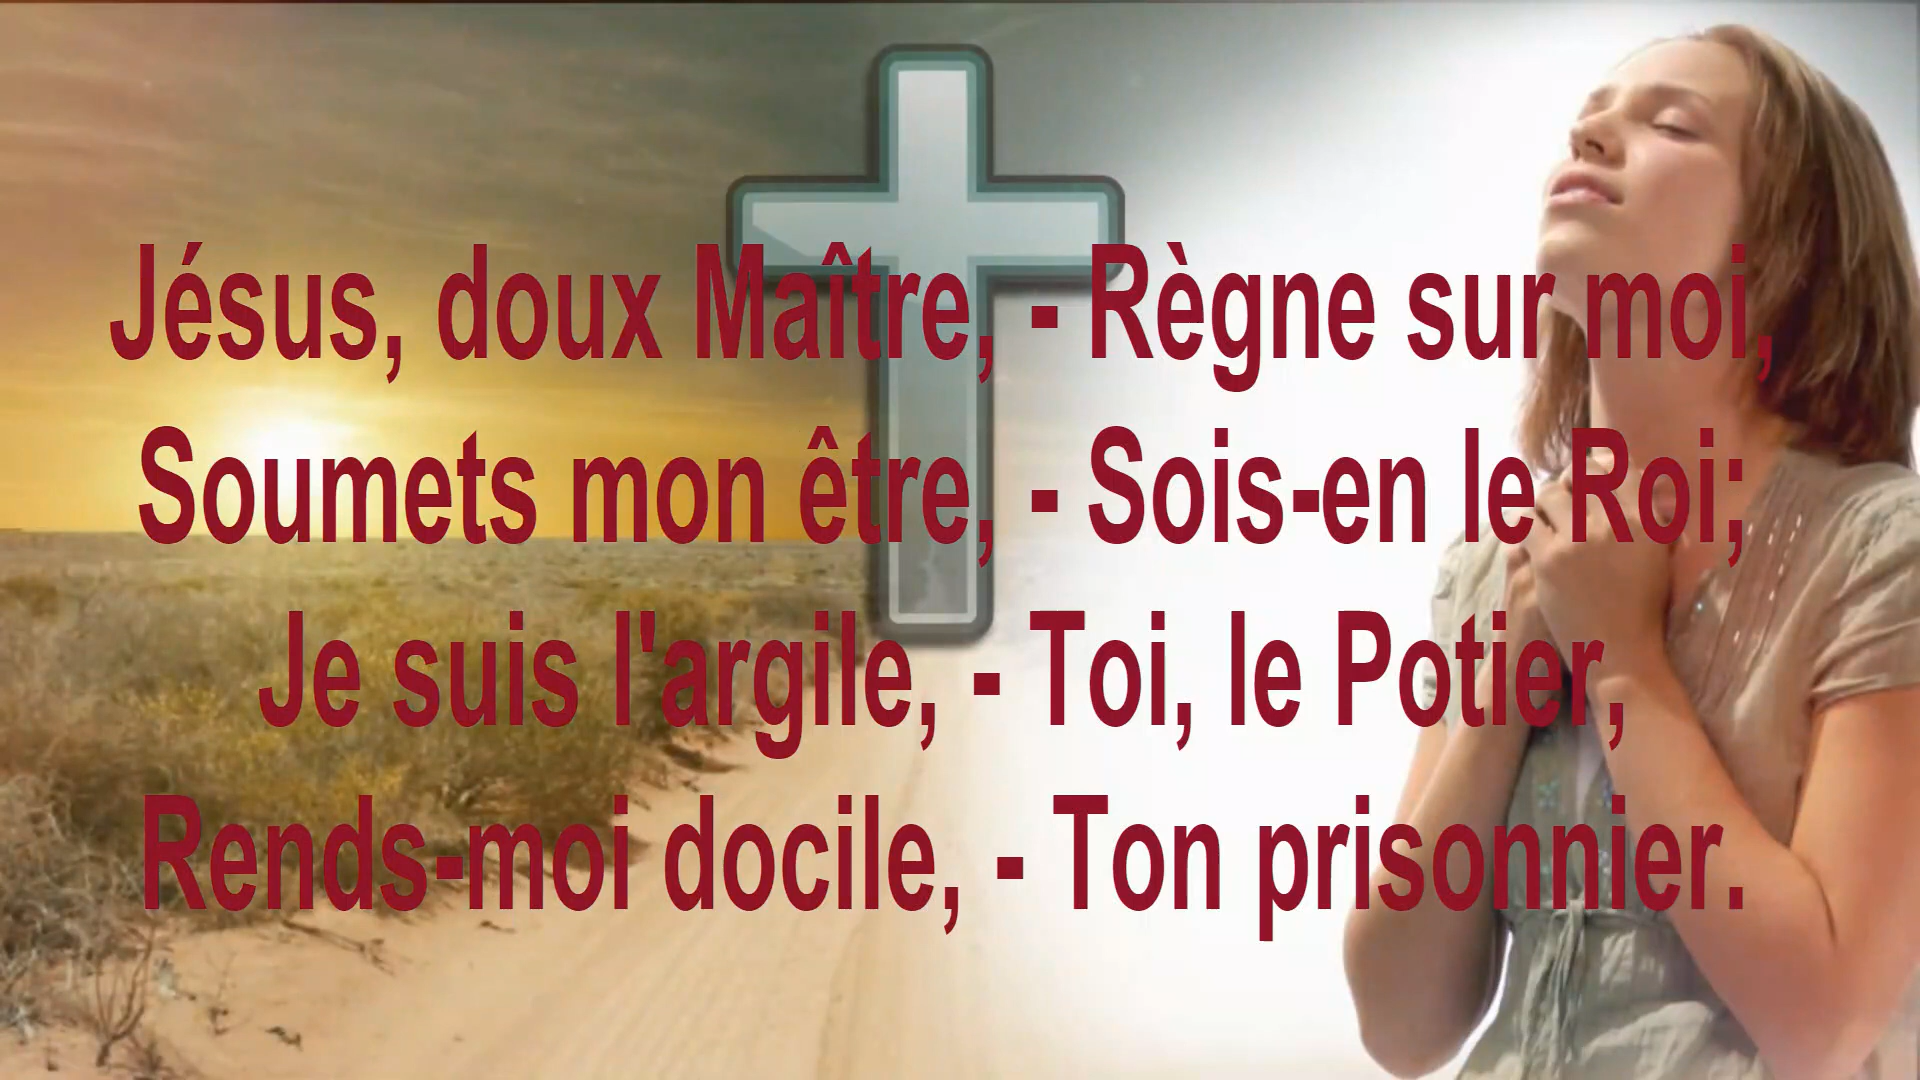 Jésus, doux Maître, - Règne sur moi,
Soumets mon être, - Sois-en le Roi;
Je suis l'argile, - Toi, le Potier,
Rends-moi docile, - Ton prisonnier.